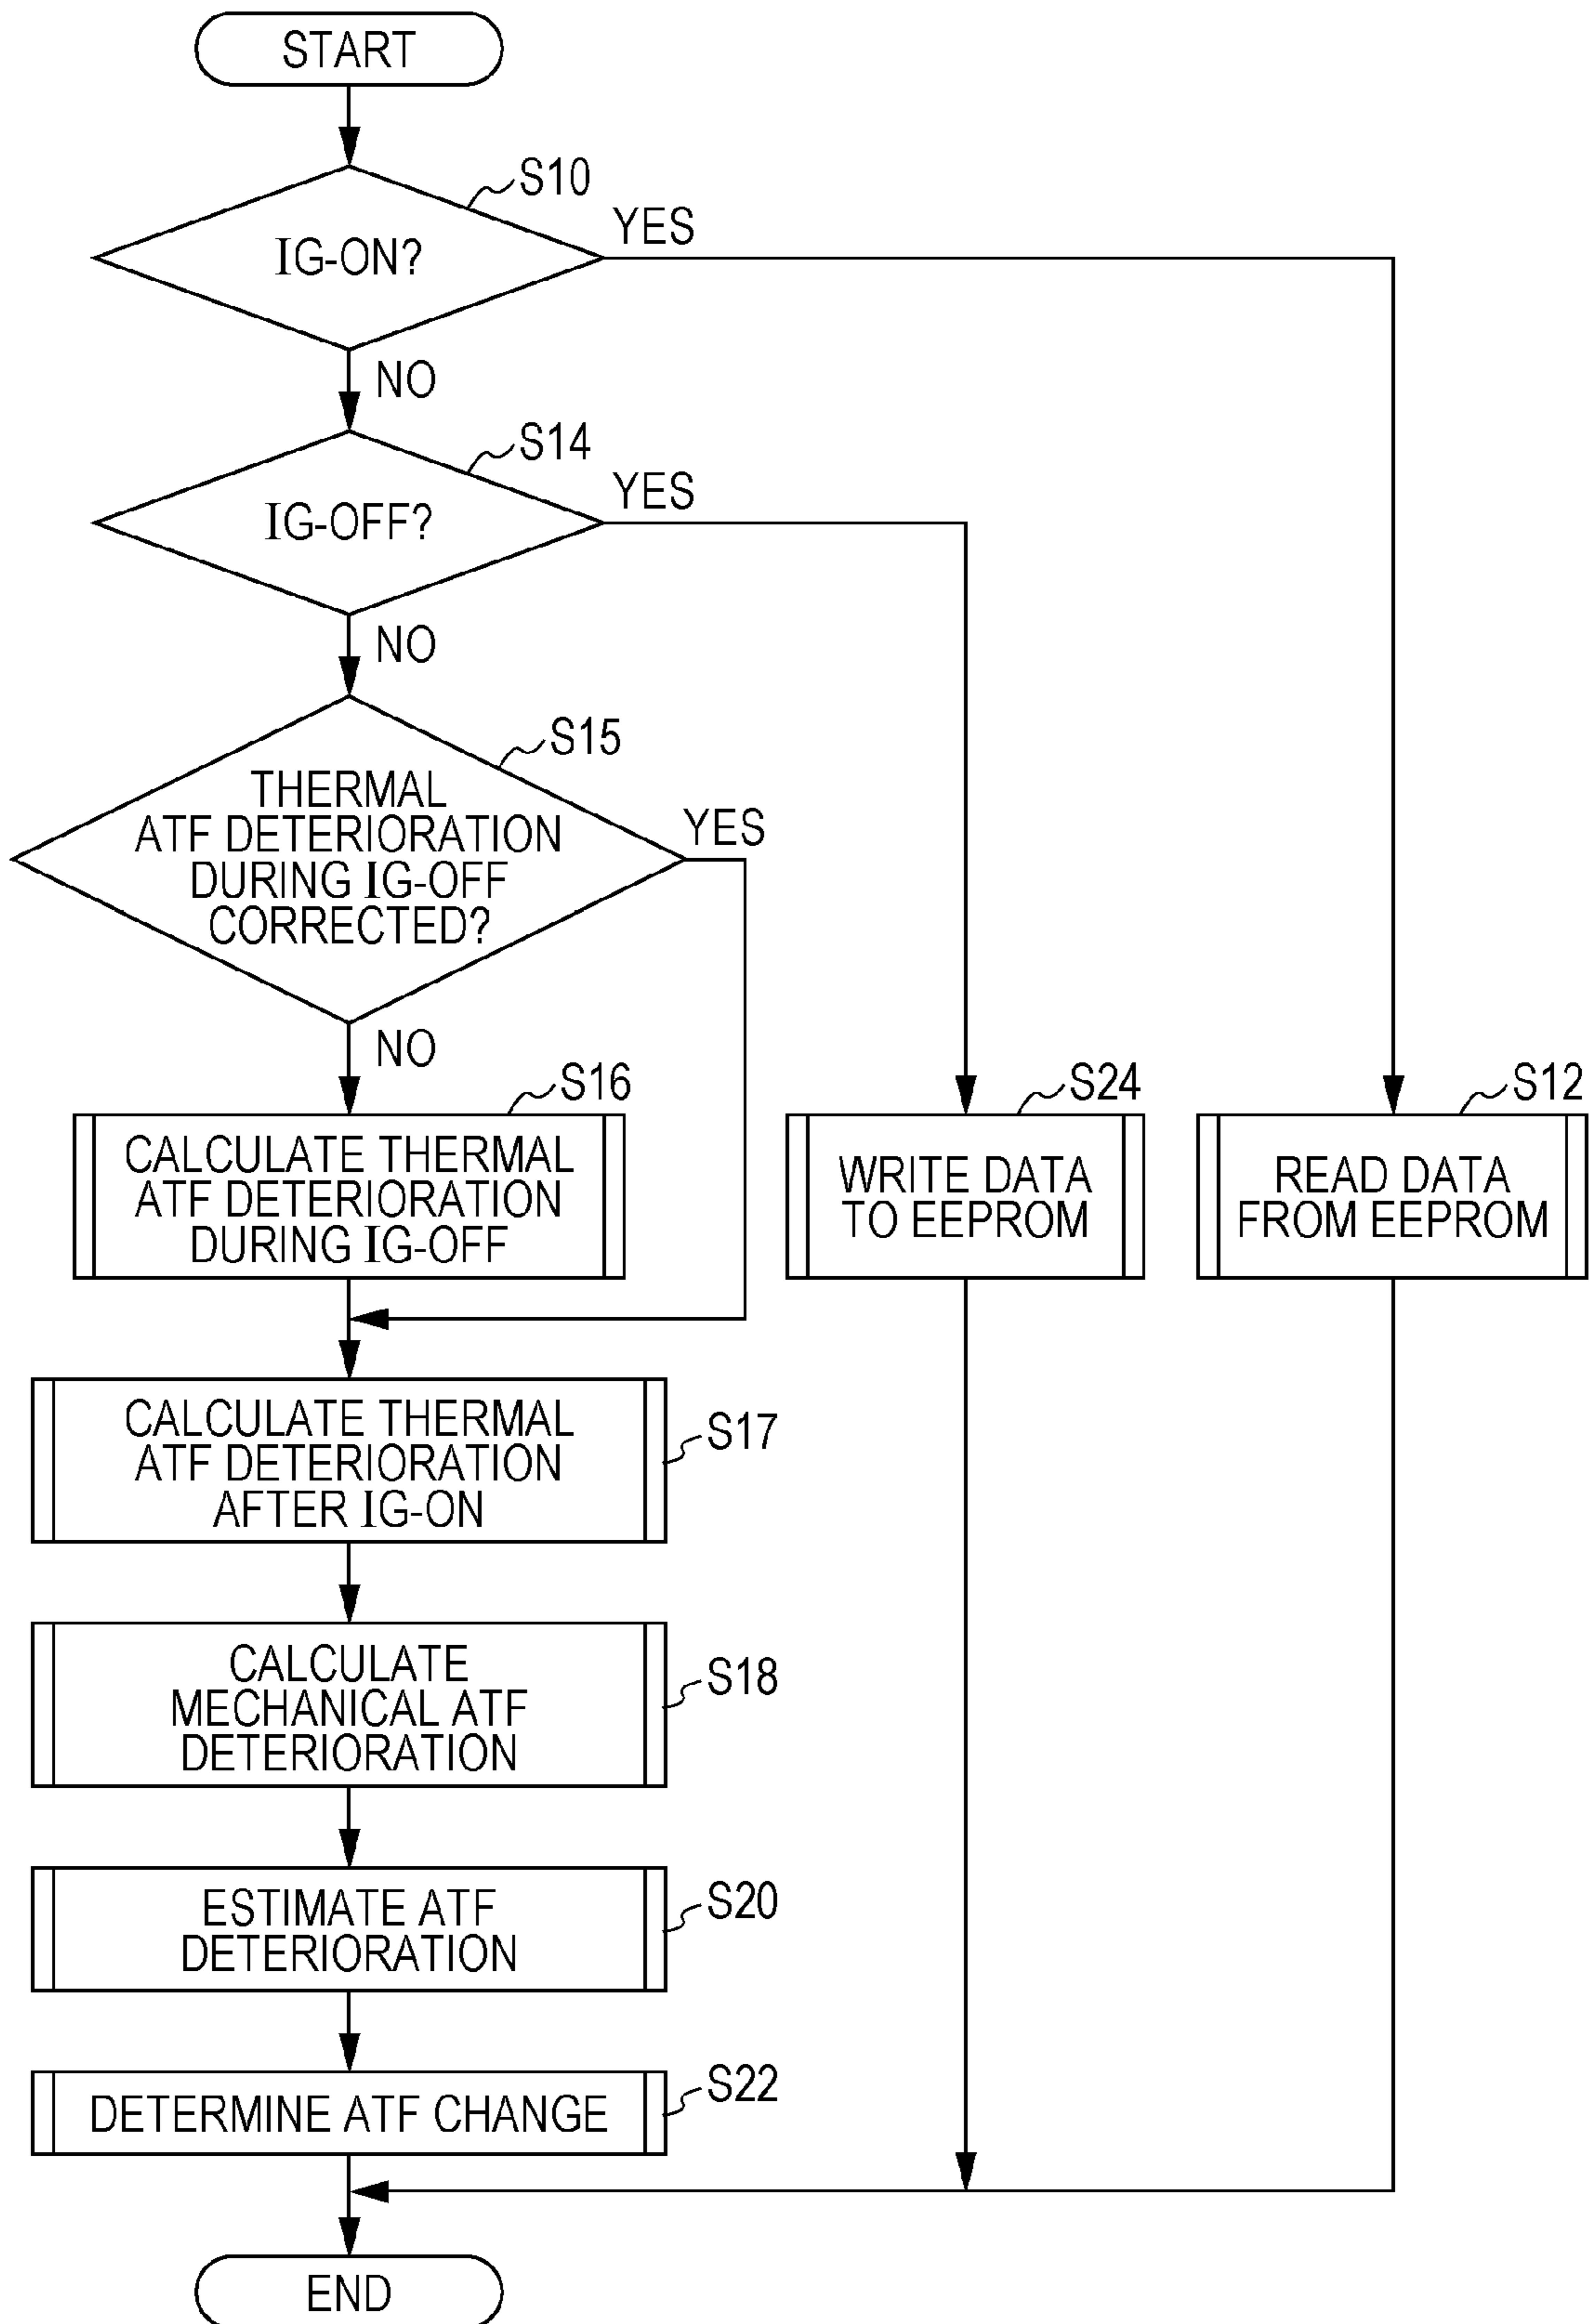 START
S10
IG-ON?
YES
NO
S14
IG-OFF?
YES
NO
S15
THERMAL
ATF DETERIORATION
DURING IG-OFF
CORRECTED?
YES
NO
S16
CALCULATE THERMAL
ATF DETERIORATION
DURING IG-OFF
S24
WRITE DATA
TO EEPROM
S12
READ DATA
FROM EEPROM
CALCULATE THERMAL
ATF DETERIORATION
AFTER IG-ON
S17
CALCULATE
MECHANICAL ATF
DETERIORATION
S18
ESTIMATE ATF
DETERIORATION
S20
DETERMINE ATF CHANGE
S22
END